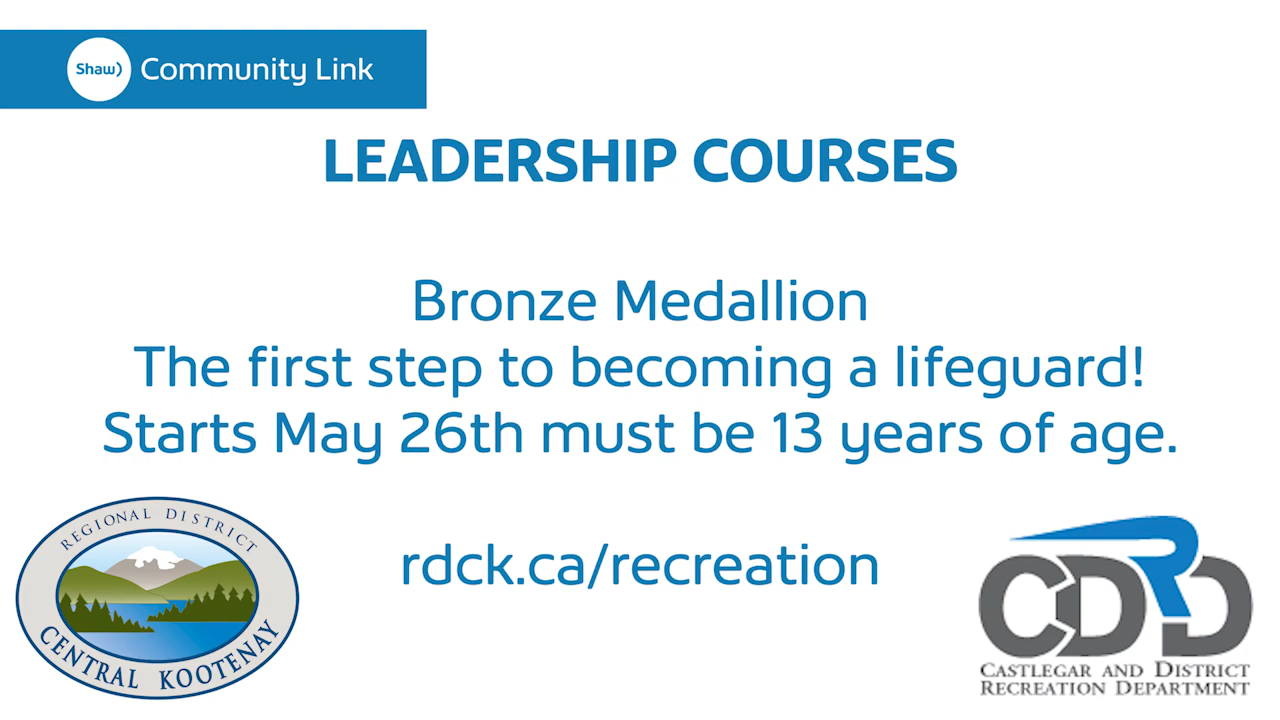 Shaw) Community Link
LEADERSHIP COURSES
Bronze Medallion
The first step to becoming a lifeguard!
Starts May 26th must be 13 years of age.
rdck.ca/recreation
REGIONAL DISTRICT
CENTRAL KOOTENAY
CDRD
CASTLEGAR AND DISTRICT
RECREATION DEPARTMENT